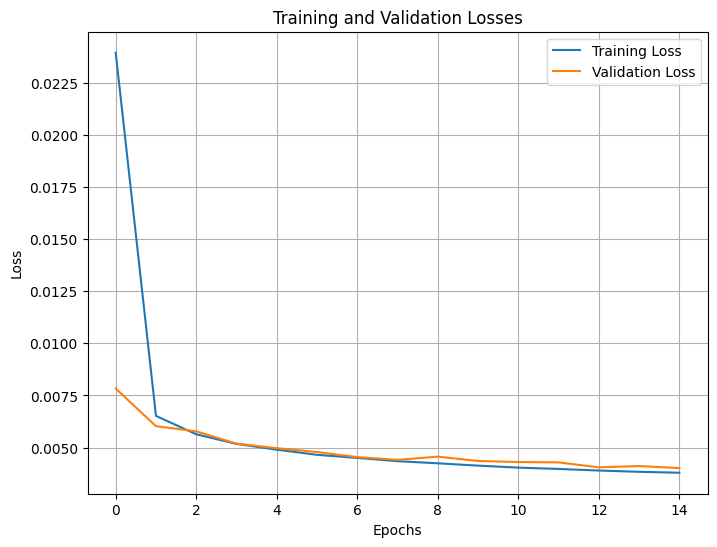 Training and Validation Losses
Training Loss
Validation Loss
0.0225
0.0200
0.0175
0.0150
0.0125
0.0100
0.0075
0.0050
Loss
0 2 4 6 8 10 12 14
Epochs